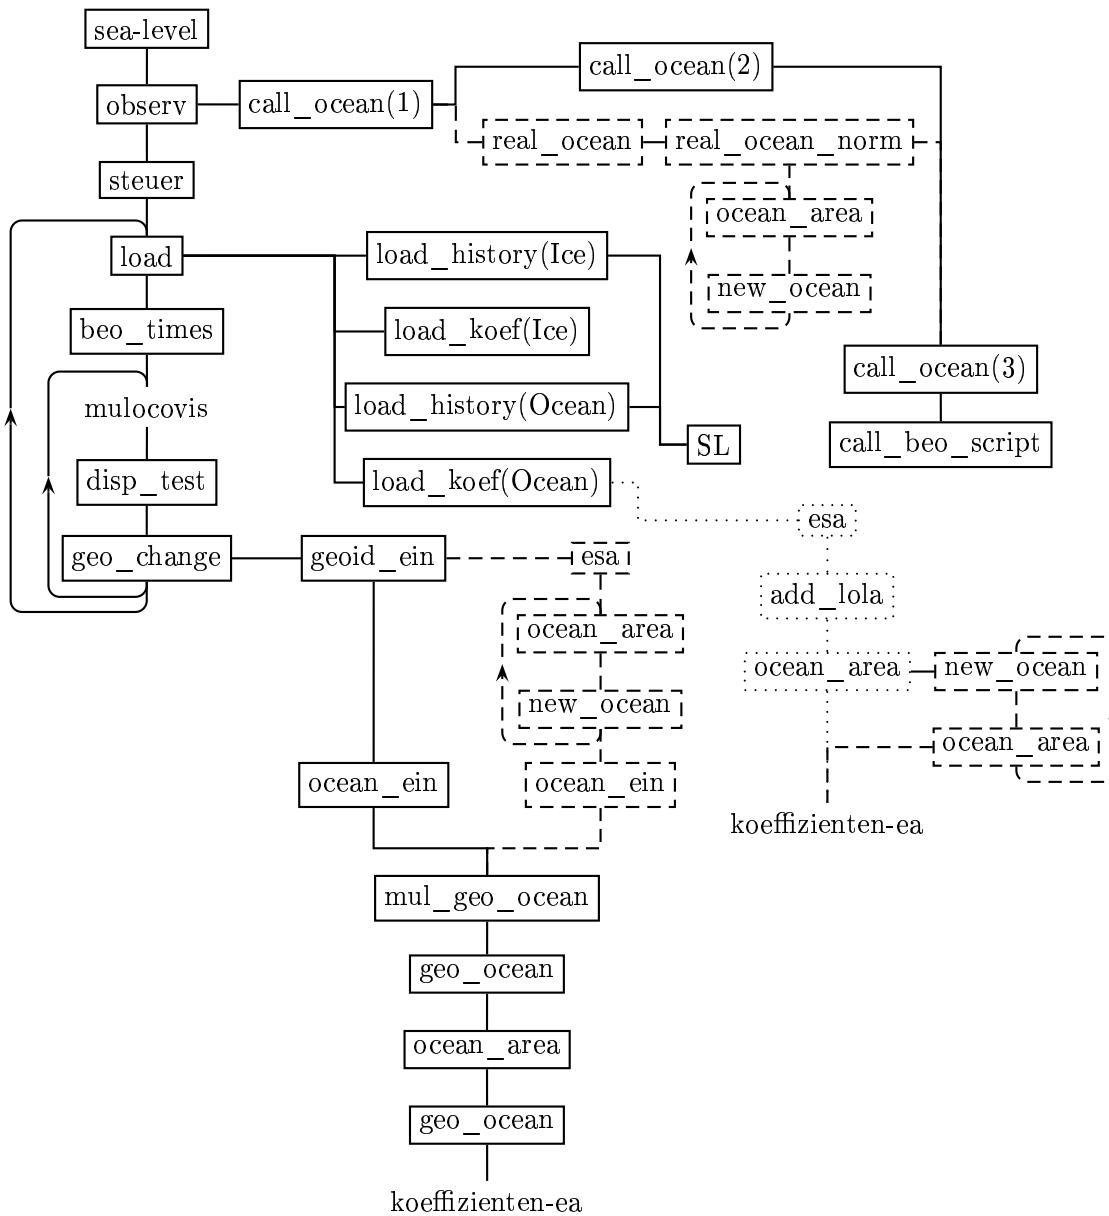 sea-level
call_ocean(2)
observ
call_ocean(1)
real_ocean
real_ocean_norm
steuer
ocean_area
load
load_history(Ice)
new_ocean
beo_times
load_koef(Ice)
call_ocean(3)
mulocovis
load_history(Ocean)
SL
call_beo_script
disp_test
load_koef(Ocean)
esa
geo_change
geoid_ein
esa
add_lola
ocean_area
ocean_area
new_ocean
new_ocean
ocean_area
ocean_ein
ocean_ein
koeffizienten-ea
mul_geo_ocean
geo_ocean
ocean_area
geo_ocean
koeffizienten-ea